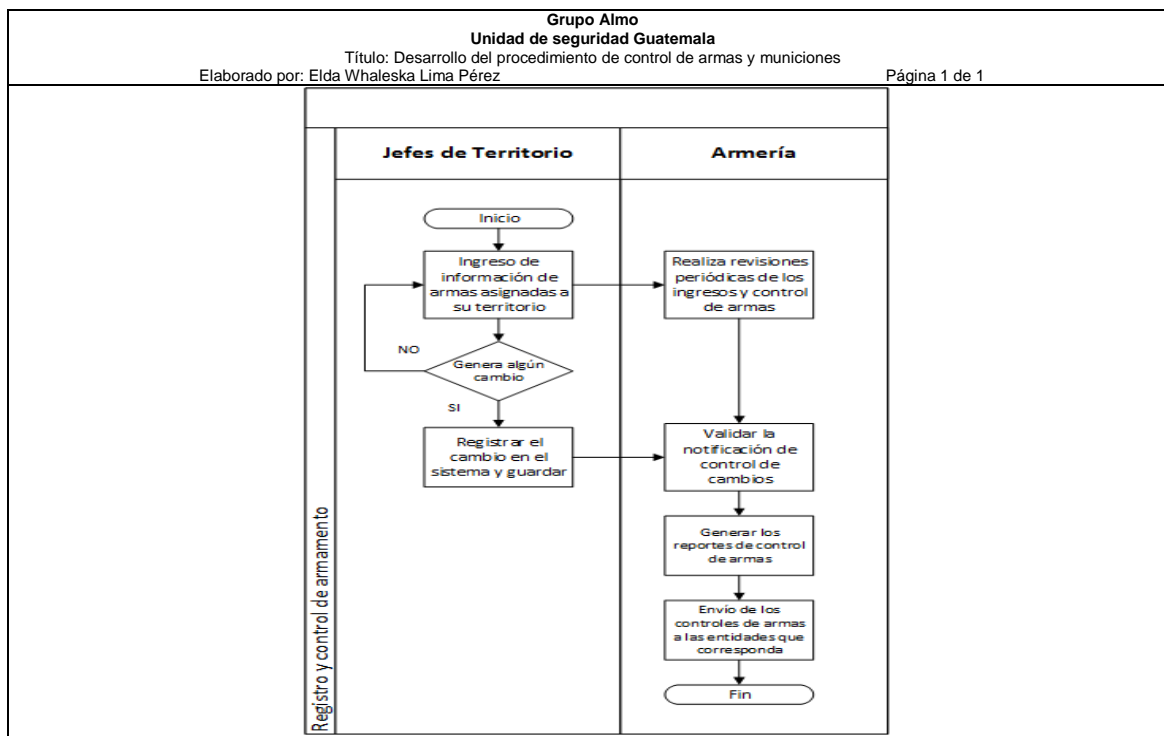 Grupo Almo
Unidad de seguridad Guatemala
Título: Desarrollo del procedimiento de control de armas y municiones
Elaborado por: Elda Whaleska Lima Pérez
Página 1 de 1
Jefes de Territorio
Armería
Inicio
Ingreso de
información de
armas asignadas a
su territorio
Realiza revisiones
periódicas de los
ingresos y control
de armas
NO
Genera algún
cambio
SI
Registrar el
cambio en el
sistema y guardar
Validar la
notificación de
control de
cambios
Generar los
reportes de control
de armas
Envío de los
controles de armas
a las entidades que
corresponda
Fin
Registro y control de armamento